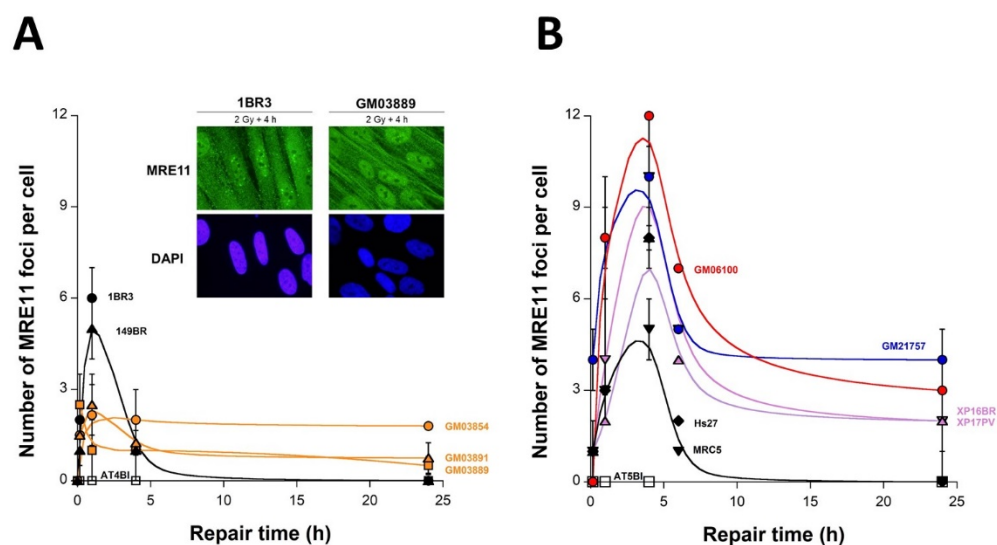 A
B
1BR3
GM03889
2 Gy + 4 h
2 Gy + 4 h
MRE11
DAPI
Number of MRE11 foci per cell
12
9
6
3
0
1BR3
149BR
GM03854
GM03891
GM03889
AT4BI
0
5
10
15
20
25
Repair time (h)
Number of MRE11 foci per cell
12
9
6
3
0
GM06100
GM21757
XP16BR
XP17PV
Hs27
MRC5
AT5BI
0
5
10
15
20
25
Repair time (h)